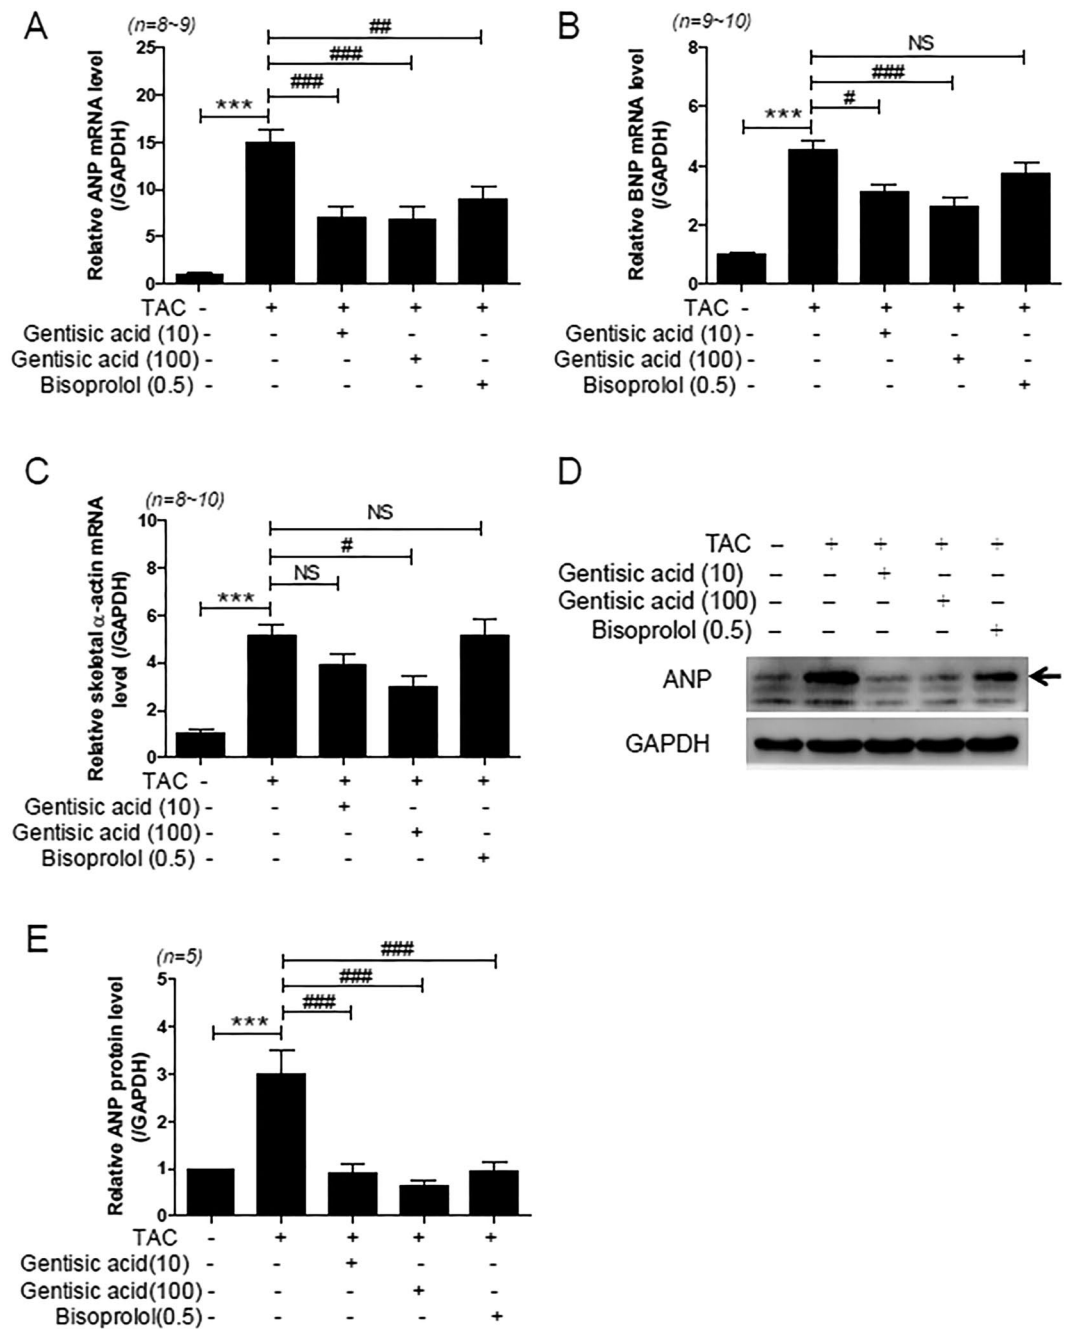 A
(n=8~9)
Relative ANP mRNA level
(/GAPDH)
25
20
15
10
5
0
***
###
###
##
TAC - + + + +
Gentisic acid (10) - - + - -
Gentisic acid (100) - - - + -
Bisoprolol (0.5) - - - - +
B
(n=9~10)
Relative BNP mRNA level
(/GAPDH)
8
6
4
2
0
***
#
###
NS
TAC - + + + +
Gentisic acid (10) - - + - -
Gentisic acid (100) - - - + -
Bisoprolol (0.5) - - - - +
C
(n=8~10)
Relative skeletal α-actin mRNA
level (/GAPDH)
10
8
6
4
2
0
***
NS
#
NS
TAC - + + + +
Gentisic acid (10) - - + - -
Gentisic acid (100) - - - + -
Bisoprolol (0.5) - - - - +
D
TAC - + + + +
Gentisic acid (10) - - + - -
Gentisic acid (100) - - - + -
Bisoprolol (0.5) - - - - +
ANP
GAPDH
E
(n=5)
Relative ANP protein level
(/GAPDH)
5
4
3
2
1
0
***
###
###
###
TAC - + + + +
Gentisic acid(10) - - + - -
Gentisic acid(100) - - - + -
Bisoprolol(0.5) - - - - +